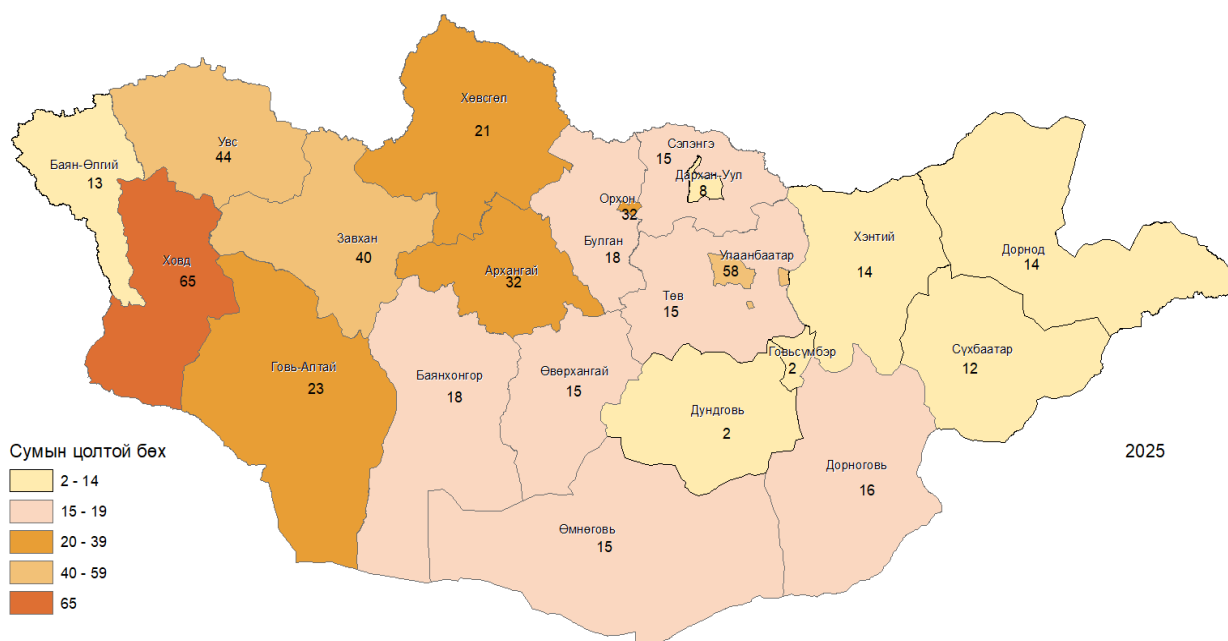 Хөвсгөл
21
Увс
44
Баян-Өлгий
13
Сэлэнгэ
15
Дархан-Уул
8
Орхон
32
Ховд
65
Завхан
40
Архангай
32
Булган
18
Улаанбаатар
58
Төв
15
Хэнтий
14
Дорнод
14
Говьсүмбэр
2
Сүхбаатар
12
Говь-Алтай
23
Баянхонгор
18
Өвөрхангай
15
Дундговь
2
Дорноговь
16
Өмнөговь
15
2025
Сумын цолтой бөх
2 - 14
15 - 19
20 - 39
40 - 59
65